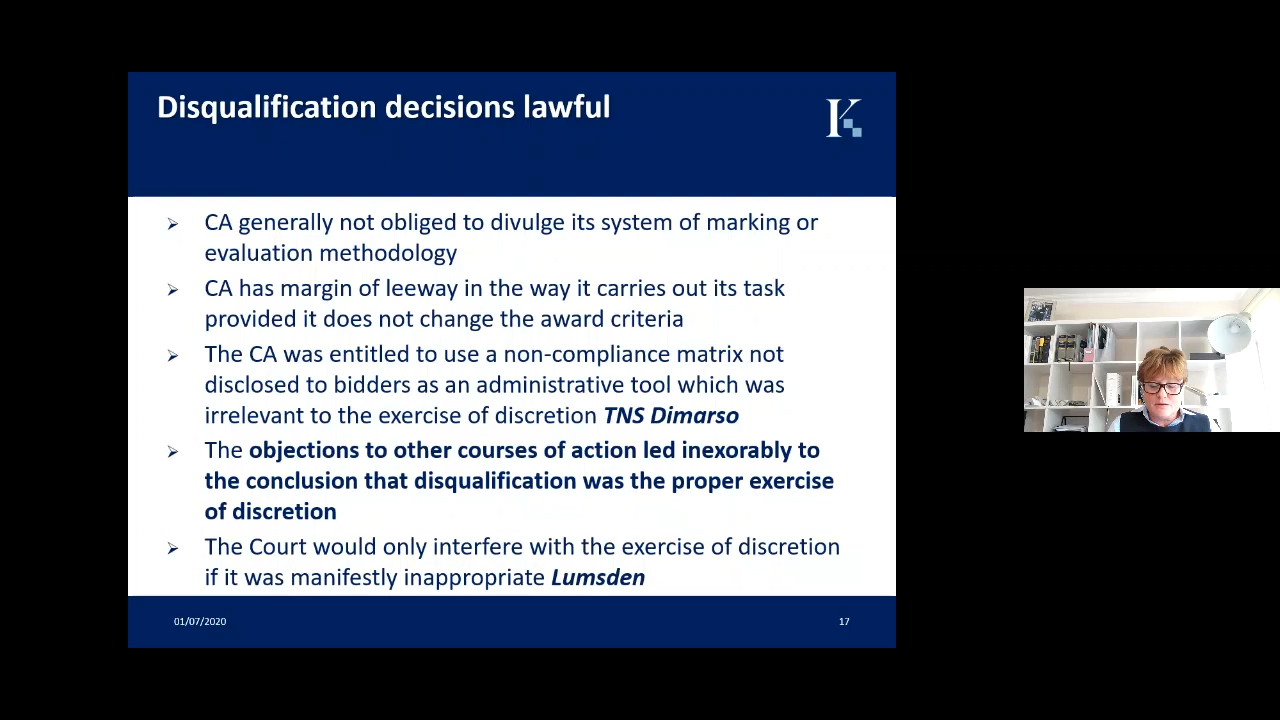 Disqualification decisions lawful
K
CA generally not obliged to divulge its system of marking or
evaluation methodology
CA has margin of leeway in the way it carries out its task
provided it does not change the award criteria
The CA was entitled to use a non-compliance matrix not
disclosed to bidders as an administrative tool which was
irrelevant to the exercise of discretion TNS Dimarso
The objections to other courses of action led inexorably to
the conclusion that disqualification was the proper exercise
of discretion
The Court would only interfere with the exercise of discretion
if it was manifestly inappropriate Lumsden
01/07/2020
17